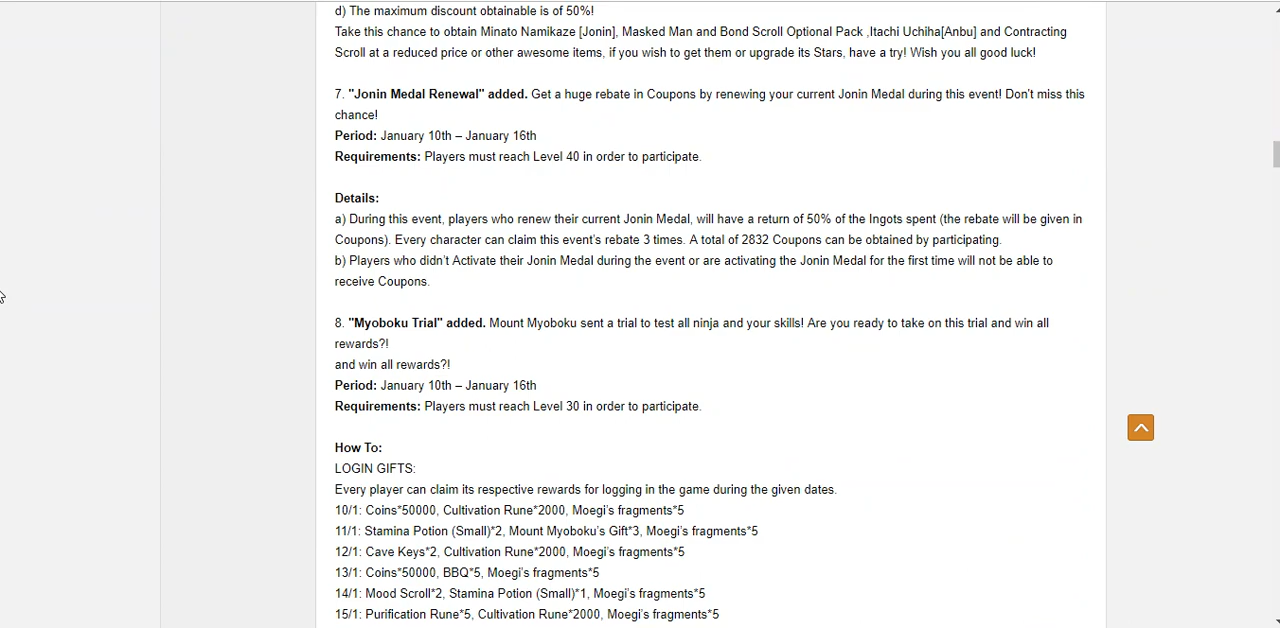 d) The maximum discount obtainable is of 50%!
Take this chance to obtain Minato Namikaze [Jonin], Masked Man and Bond Scroll Optional Pack ,Itachi Uchiha[Anbu] and Contracting
Scroll at a reduced price or other awesome items, if you wish to get them or upgrade its Stars, have a try! Wish you all good luck!
7. "Jonin Medal Renewal" added. Get a huge rebate in Coupons by renewing your current Jonin Medal during this event! Don't miss this
chance!
Period: January 10th – January 16th
Requirements: Players must reach Level 40 in order to participate.
Details:
a) During this event, players who renew their current Jonin Medal, will have a return of 50% of the Ingots spent (the rebate will be given in
Coupons). Every character can claim this event's rebate 3 times. A total of 2832 Coupons can be obtained by participating.
b) Players who didn't Activate their Jonin Medal during the event or are activating the Jonin Medal for the first time will not be able to
receive Coupons.
8. "Myoboku Trial" added. Mount Myoboku sent a trial to test all ninja and your skills! Are you ready to take on this trial and win all
rewards?!
and win all rewards?!
Period: January 10th – January 16th
Requirements: Players must reach Level 30 in order to participate.
How To:
LOGIN GIFTS:
Every player can claim its respective rewards for logging in the game during the given dates.
10/1: Coins*50000, Cultivation Rune*2000, Moegi's fragments*5
11/1: Stamina Potion (Small)*2, Mount Myoboku's Gift*3, Moegi's fragments*5
12/1: Cave Keys*2, Cultivation Rune*2000, Moegi's fragments*5
13/1: Coins*50000, BBQ*5, Moegi's fragments*5
14/1: Mood Scroll*2, Stamina Potion (Small)*1, Moegi's fragments*5
15/1: Purification Rune*5, Cultivation Rune*2000, Moegi's fragments*5